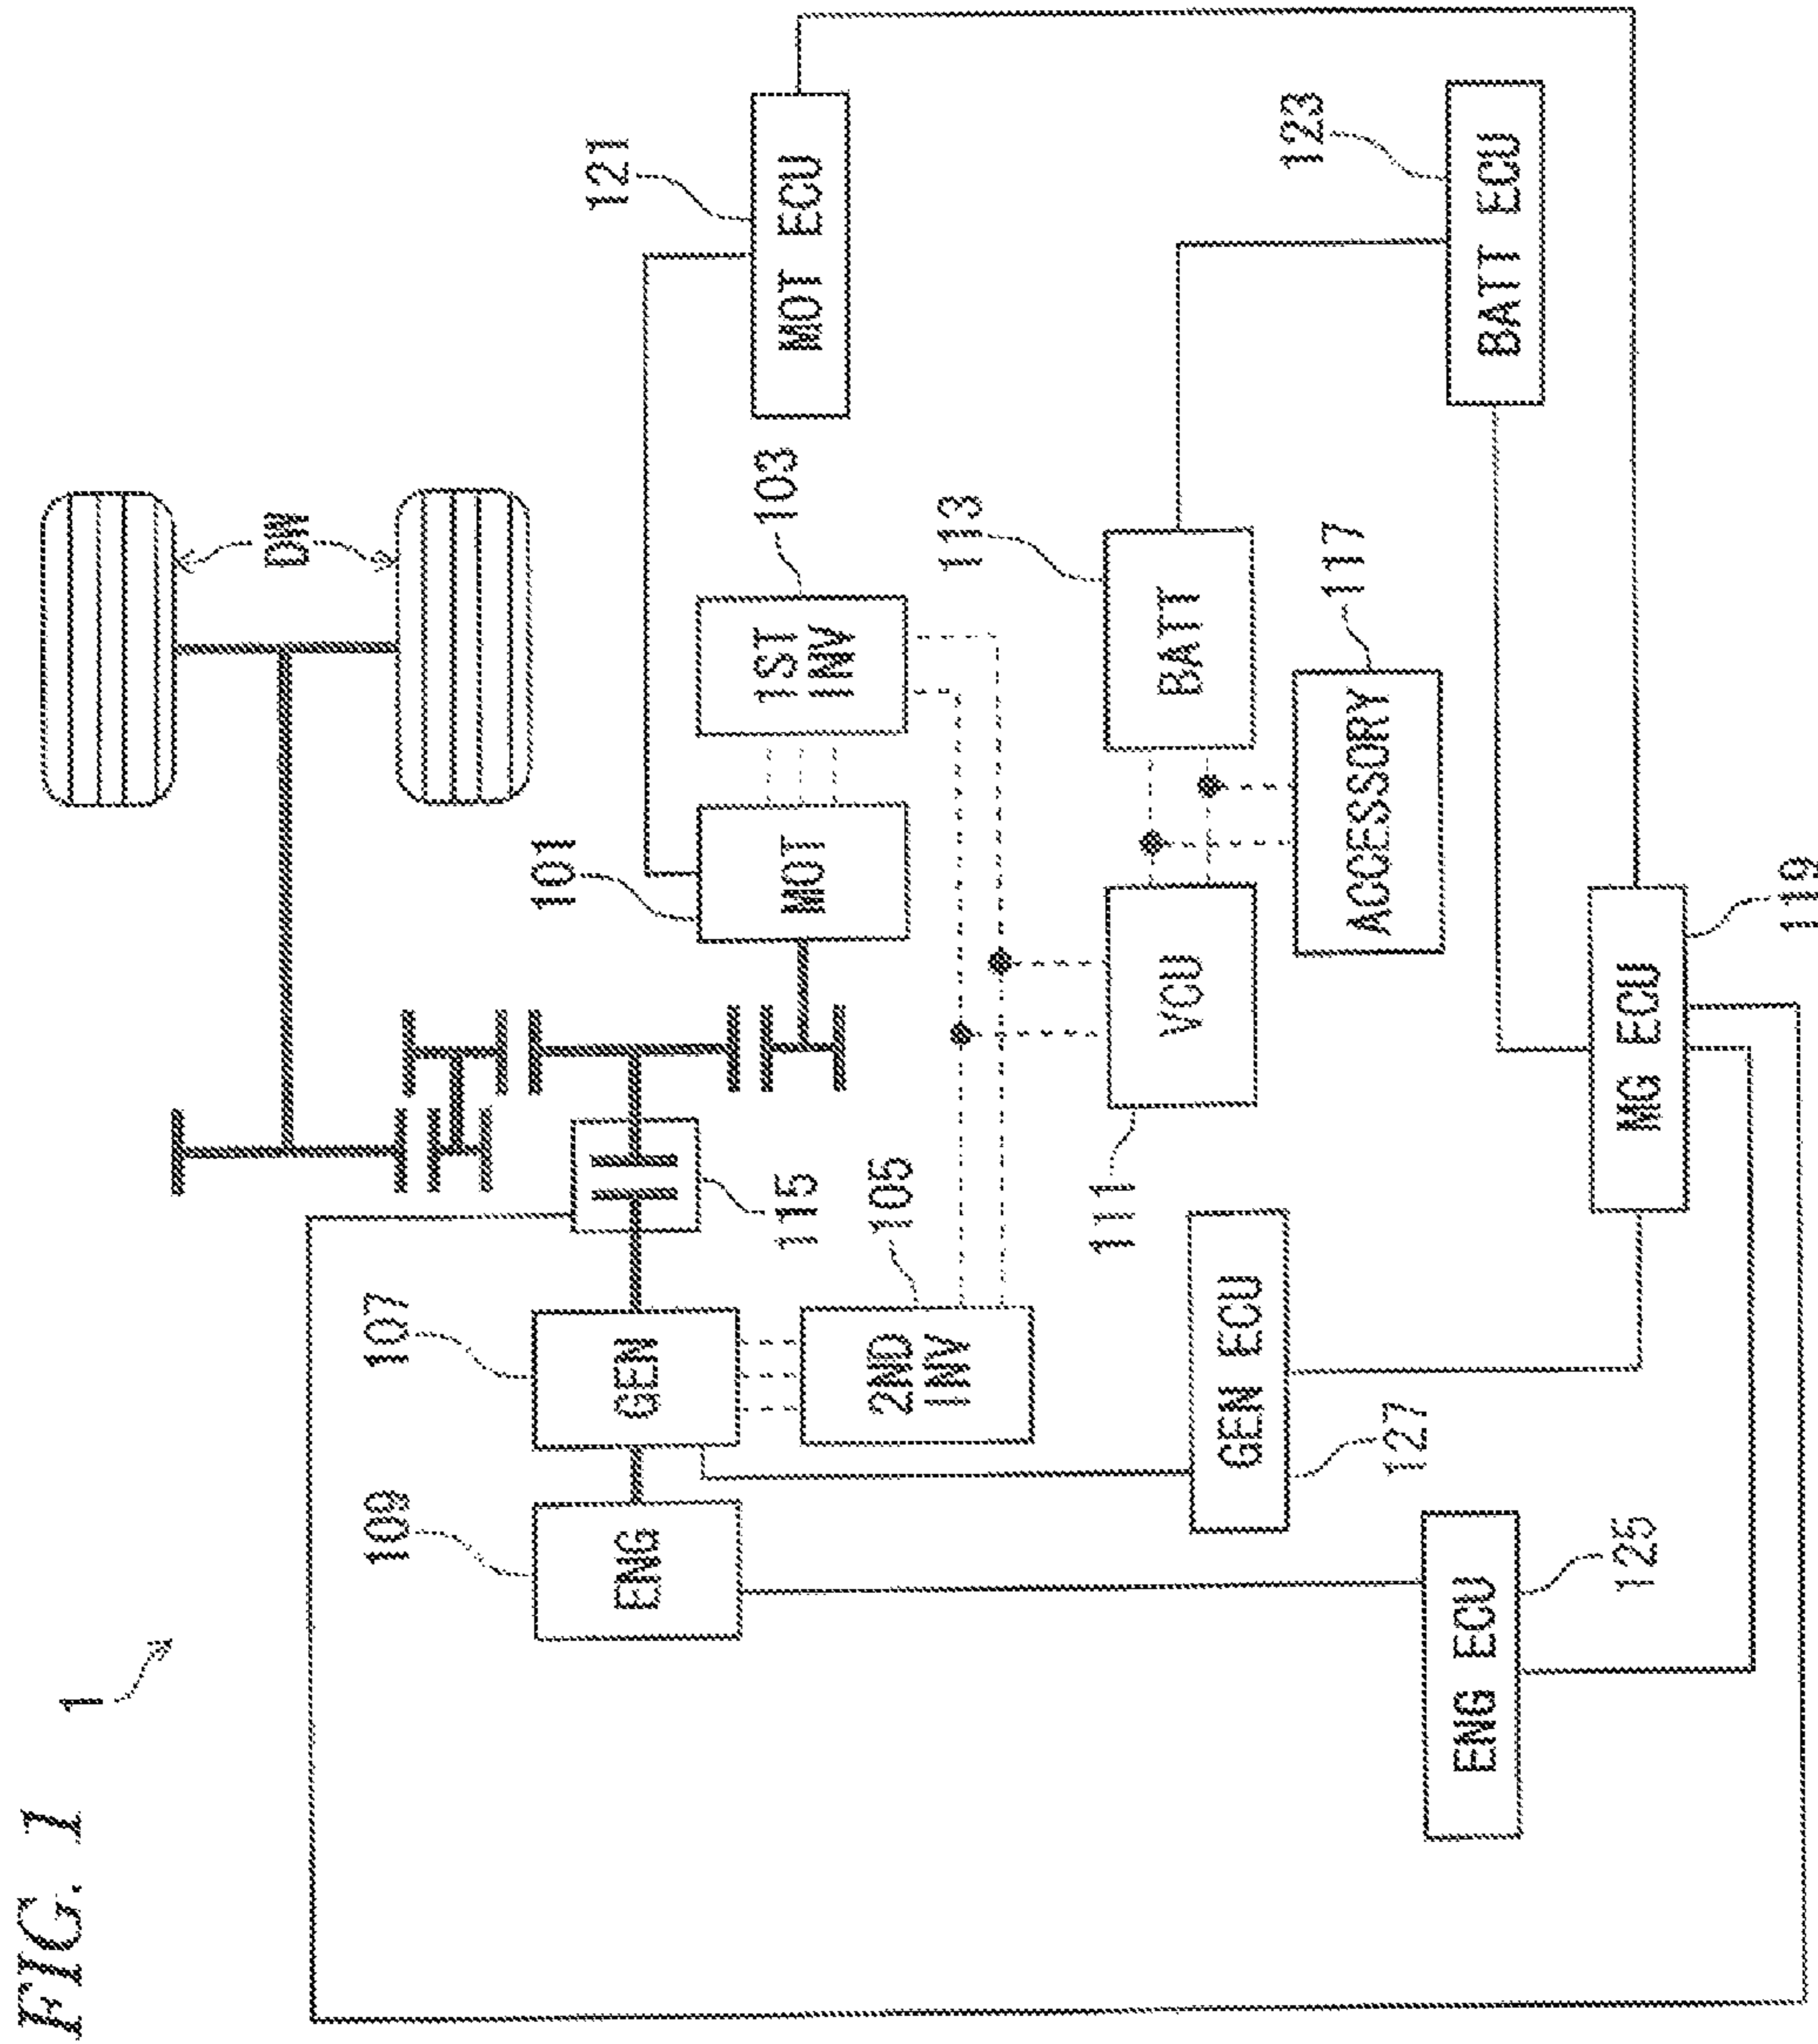 FIG. 1
1
DW
109
107
ENG
GEN
115
2ND
INV
105
101
MOT
1ST
INV
103
121
MOT ECU
111
VCU
113
BATT
ACCESSORY
117
GEN ECU
127
ENG ECU
125
123
BATT ECU
MG ECU
119